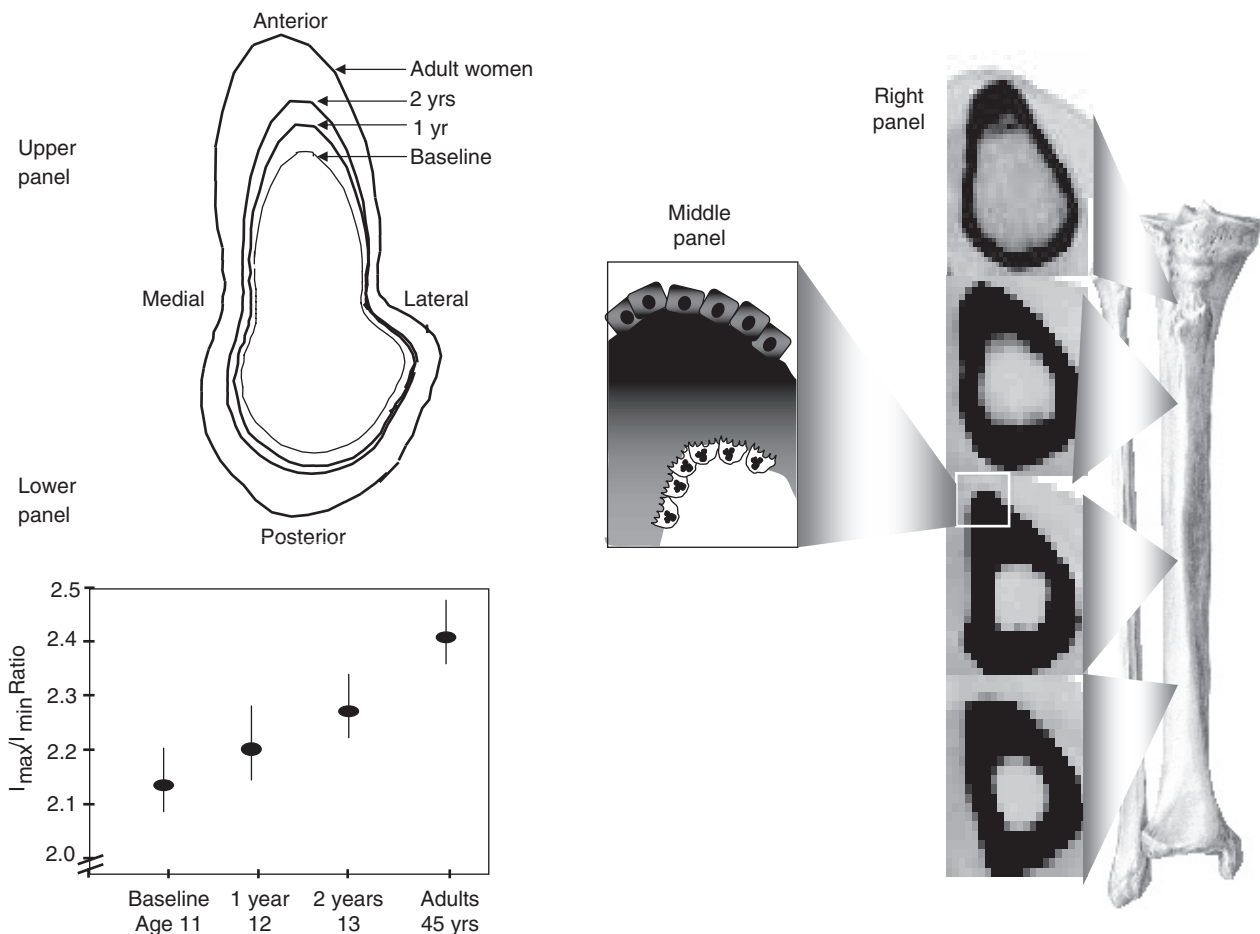 Anterior
Adult women
2 yrs
1 yr
Baseline
Upper
panel
Medial
Lateral
Lower
panel
Posterior
Middle
panel
Right
panel
2.5
2.4
2.3
2.2
2.1
2.0
Imax/Imin Ratio
Baseline
Age 11
1 year
12
2 years
13
Adults
45 yrs